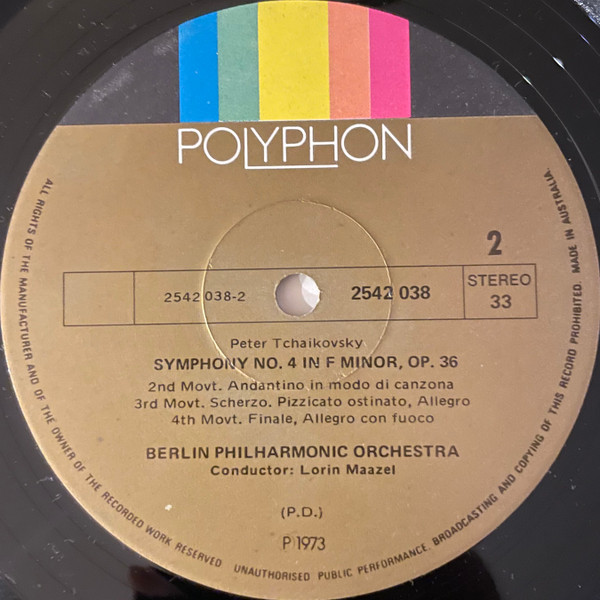 POLYPHON
2
2542 038-2
2542 038
STEREO
33
Peter Tchaikovsky
SYMPHONY NO. 4 IN F MINOR, OP. 36
2nd Movt. Andantino in modo di canzona
3rd Movt. Scherzo. Pizzicato ostinato, Allegro
4th Movt. Finale, Allegro con fuoco
BERLIN PHILHARMONIC ORCHESTRA
Conductor: Lorin Maazel
(P.D.)
P 1973
ALL RIGHTS OF THE MANUFACTURER AND OF THE OWNER OF THE RECORDED WORK RESERVED UNAUTHORISED PUBLIC PERFORMANCE. BROADCASTING AND COPYING OF THIS RECORD PROHIBITED. MADE IN AUSTRALIA.